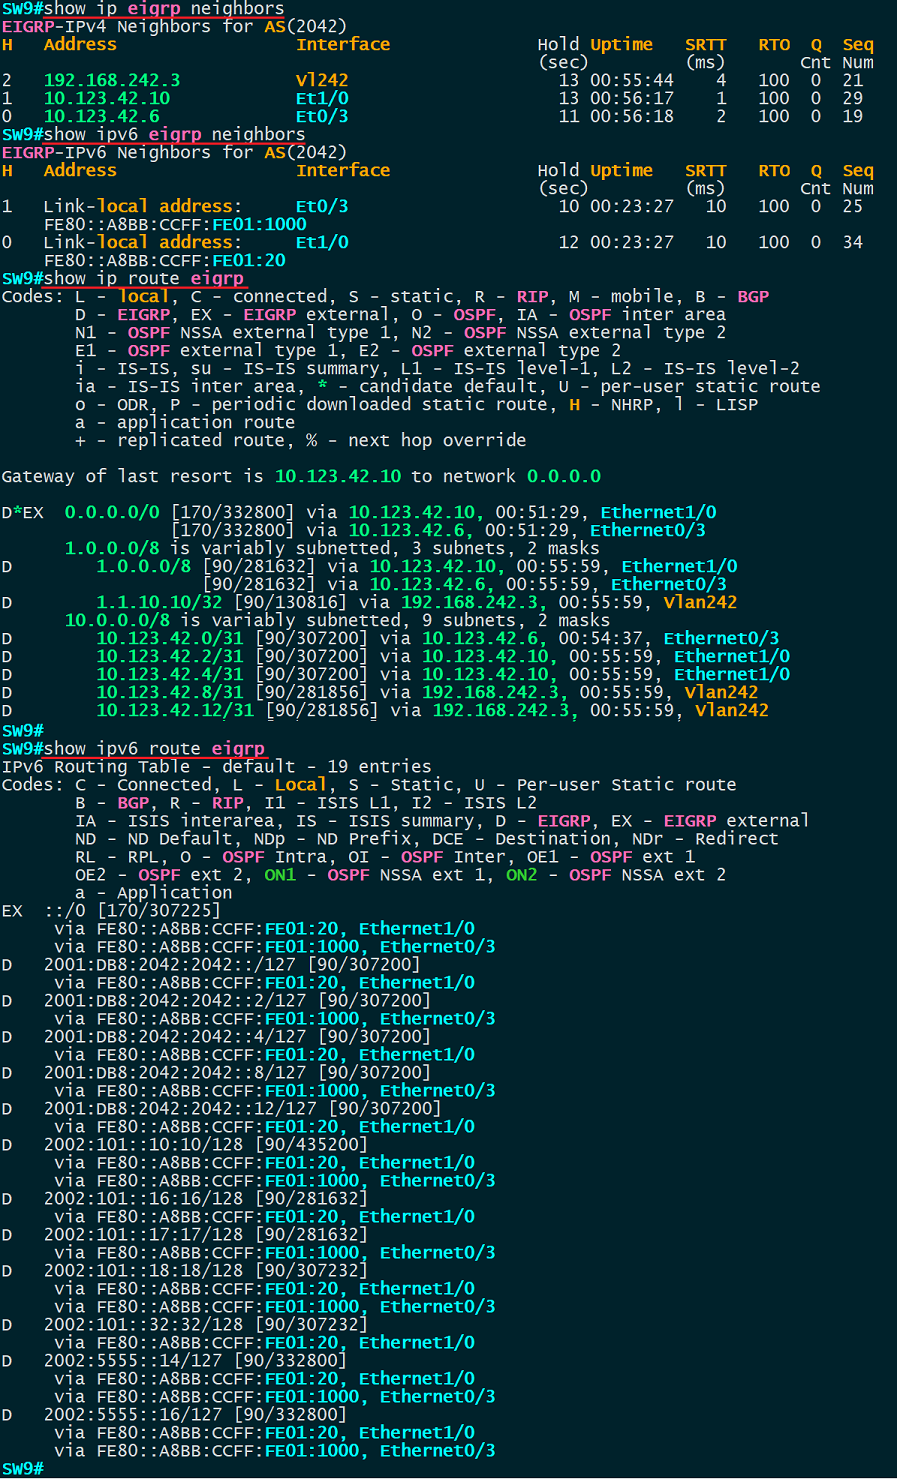 SW9#show ip eigrp neighbors
EIGRP-IPv4 Neighbors for AS(2042)
H   Address                 Interface              Hold Uptime   SRTT   RTO  Q  Seq
                                                   (sec)         (ms)       Cnt Num
2   192.168.242.3           Vl242                    13 00:55:44    4   100  0  21
1   10.123.42.10            Et1/0                    13 00:56:17    1   100  0  29
0   10.123.42.6             Et0/3                    11 00:56:18    2   100  0  19
SW9#show ipv6 eigrp neighbors
EIGRP-IPv6 Neighbors for AS(2042)
H   Address                 Interface              Hold Uptime   SRTT   RTO  Q  Seq
                                                   (sec)         (ms)       Cnt Num
1   Link-local address:     Et0/3                    10 00:23:27   10   100  0  25
    FE80::A8BB:CCFF:FE01:1000
0   Link-local address:     Et1/0                    12 00:23:27   10   100  0  34
    FE80::A8BB:CCFF:FE01:20
SW9#show ip route eigrp
Codes: L - local, C - connected, S - static, R - RIP, M - mobile, B - BGP
       D - EIGRP, EX - EIGRP external, O - OSPF, IA - OSPF inter area
       N1 - OSPF NSSA external type 1, N2 - OSPF NSSA external type 2
       E1 - OSPF external type 1, E2 - OSPF external type 2
       i - IS-IS, su - IS-IS summary, L1 - IS-IS level-1, L2 - IS-IS level-2
       ia - IS-IS inter area, * - candidate default, U - per-user static route
       o - ODR, P - periodic downloaded static route, H - NHRP, l - LISP
       a - application route
       + - replicated route, % - next hop override
Gateway of last resort is 10.123.42.10 to network 0.0.0.0
D*EX  0.0.0.0/0 [170/332800] via 10.123.42.10, 00:51:29, Ethernet1/0
                [170/332800] via 10.123.42.6, 00:51:29, Ethernet0/3
      1.0.0.0/8 is variably subnetted, 3 subnets, 2 masks
D        1.0.0.0/8 [90/281632] via 10.123.42.10, 00:55:59, Ethernet1/0
                   [90/281632] via 10.123.42.6, 00:55:59, Ethernet0/3
D        1.1.10.10/32 [90/130816] via 192.168.242.3, 00:55:59, Vlan242
      10.0.0.0/8 is variably subnetted, 9 subnets, 2 masks
D        10.123.42.0/31 [90/307200] via 10.123.42.6, 00:54:37, Ethernet0/3
D        10.123.42.2/31 [90/307200] via 10.123.42.10, 00:55:59, Ethernet1/0
D        10.123.42.4/31 [90/307200] via 10.123.42.10, 00:55:59, Ethernet1/0
D        10.123.42.8/31 [90/281856] via 192.168.242.3, 00:55:59, Vlan242
D        10.123.42.12/31 [90/281856] via 192.168.242.3, 00:55:59, Vlan242
SW9#
SW9#show ipv6 route eigrp
IPv6 Routing Table - default - 19 entries
Codes: C - Connected, L - Local, S - Static, U - Per-user Static route
       B - BGP, R - RIP, I1 - ISIS L1, I2 - ISIS L2
       IA - ISIS interarea, IS - ISIS summary, D - EIGRP, EX - EIGRP external
       ND - ND Default, NDp - ND Prefix, DCE - Destination, NDr - Redirect
       RL - RPL, O - OSPF Intra, OI - OSPF Inter, OE1 - OSPF ext 1
       OE2 - OSPF ext 2, ON1 - OSPF NSSA ext 1, ON2 - OSPF NSSA ext 2
       a - Application
EX  ::/0 [170/307225]
     via FE80::A8BB:CCFF:FE01:20, Ethernet1/0
     via FE80::A8BB:CCFF:FE01:1000, Ethernet0/3
D   2001:DB8:2042:2042::/127 [90/307200]
     via FE80::A8BB:CCFF:FE01:20, Ethernet1/0
D   2001:DB8:2042:2042::2/127 [90/307200]
     via FE80::A8BB:CCFF:FE01:1000, Ethernet0/3
D   2001:DB8:2042:2042::4/127 [90/307200]
     via FE80::A8BB:CCFF:FE01:20, Ethernet1/0
D   2001:DB8:2042:2042::8/127 [90/307200]
     via FE80::A8BB:CCFF:FE01:1000, Ethernet0/3
D   2001:DB8:2042:2042::12/127 [90/307200]
     via FE80::A8BB:CCFF:FE01:20, Ethernet1/0
D   2002:101::10:10/128 [90/435200]
     via FE80::A8BB:CCFF:FE01:20, Ethernet1/0
     via FE80::A8BB:CCFF:FE01:1000, Ethernet0/3
D   2002:101::16:16/128 [90/281632]
     via FE80::A8BB:CCFF:FE01:20, Ethernet1/0
D   2002:101::17:17/128 [90/281632]
     via FE80::A8BB:CCFF:FE01:1000, Ethernet0/3
D   2002:101::18:18/128 [90/307232]
     via FE80::A8BB:CCFF:FE01:20, Ethernet1/0
     via FE80::A8BB:CCFF:FE01:1000, Ethernet0/3
D   2002:101::32:32/128 [90/307232]
     via FE80::A8BB:CCFF:FE01:20, Ethernet1/0
D   2002:5555::14/127 [90/332800]
     via FE80::A8BB:CCFF:FE01:20, Ethernet1/0
     via FE80::A8BB:CCFF:FE01:1000, Ethernet0/3
D   2002:5555::16/127 [90/332800]
     via FE80::A8BB:CCFF:FE01:20, Ethernet1/0
     via FE80::A8BB:CCFF:FE01:1000, Ethernet0/3
SW9#